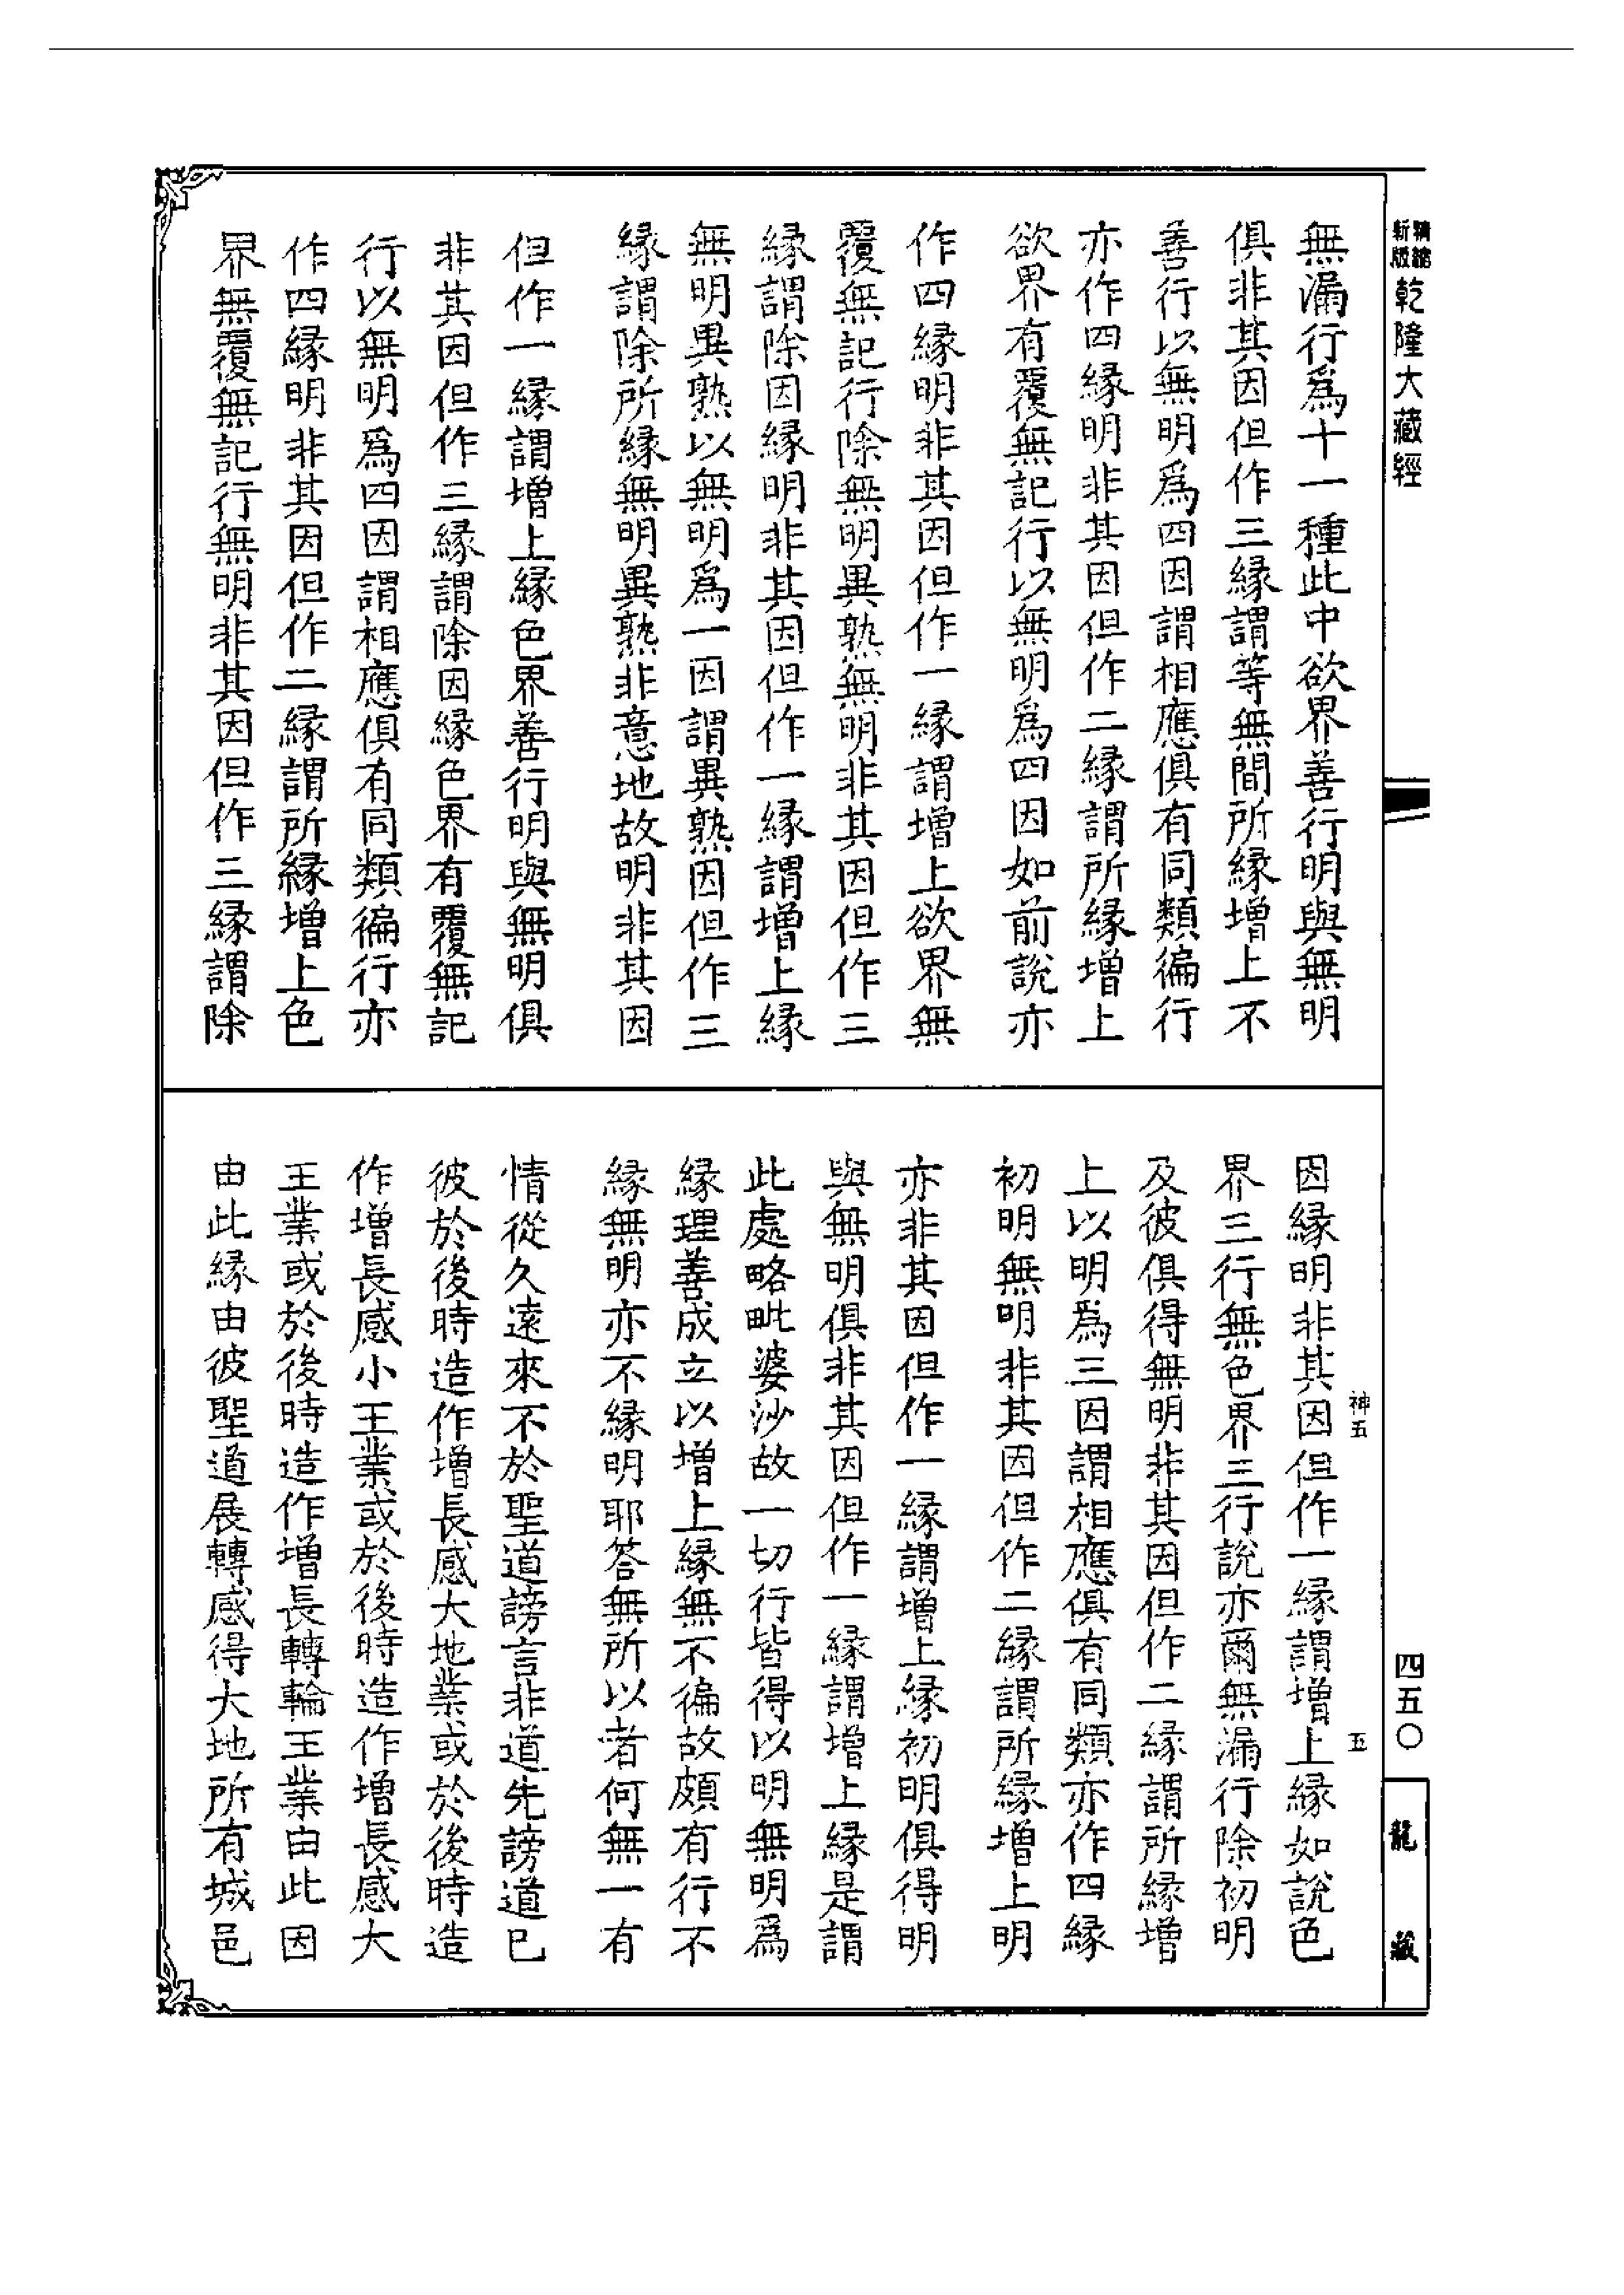 精縮新版乾隆大藏經
無漏行爲十一種此中欲界善行明與無明
俱非其因但作三緣謂等無間所緣增上不
善行以無明爲四因謂相應俱有同類徧行
亦作四緣明非其因但作二緣謂所緣增上
欲界有覆無記行以無明爲四因如前說亦
作四緣明非其因但作一緣謂增上欲界無
覆無記行除無明異熟無明非其因但作三
緣謂除因緣明非其因但作一緣謂增上緣
無明異熟以無明爲一因謂異熟因但作三
緣謂除所緣無明異熟非意地故明非其因
但作一緣謂增上緣色界善行明與無明俱
非其因但作三緣謂除因緣色界有覆無記
行以無明爲四因謂相應俱有同類徧行亦
作四緣明非其因但作二緣謂所緣增上色
界無覆無記行無明非其因但作三緣謂除
因緣明非其因但作一緣謂增上緣如說色
界三行無色界三行說亦爾無漏行除初明
及彼俱得無明非其因但作二緣謂所緣增
上以明爲三因謂相應俱有同類亦作四緣
初明無明非其因但作二緣謂所緣增上明
亦非其因但作一緣謂增上緣初明俱得明
與無明俱非其因但作一緣謂增上緣是謂
此處略毗婆沙故一切行皆得以明無明爲
緣理善成立以增上緣無不徧故頗有行不
緣無明亦不緣明耶答無所以者何無一有
情從久遠來不於聖道謗言非道先謗道已
彼於後時造作增長感大地業或於後時造
作增長感小王業或於後時造作增長感大
王業或於後時造作增長轉輪王業由此因
由此緣由彼聖道展轉感得大地所有城邑
神五
五
四五〇
龍藏